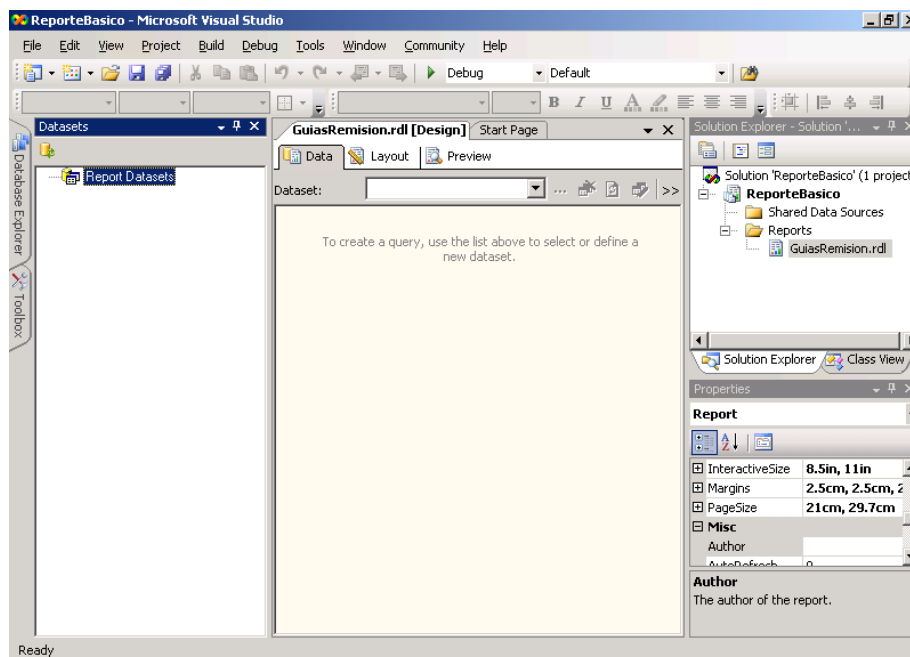 ReporteBasico - Microsoft Visual Studio
File Edit View Project Build Debug Tools Window Community Help
Debug Default
B I U A
Database Explorer
Toolbox
Datasets
Report Datasets
GuiasRemision.rdl [Design] Start Page
Data Layout Preview
Dataset: ... >>
To create a query, use the list above to select or define a
new dataset.
Solution Explorer - Solution '...
Solution 'ReporteBasico' (1 project
ReporteBasico
Shared Data Sources
Reports
GuiasRemision.rdl
Solution Explorer Class View
Properties
Report
InteractiveSize 8.5in, 11in
Margins 2.5cm, 2.5cm, 2
PageSize 21cm, 29.7cm
Misc
Author
AutoRefresh 0
Author
The author of the report.
Ready